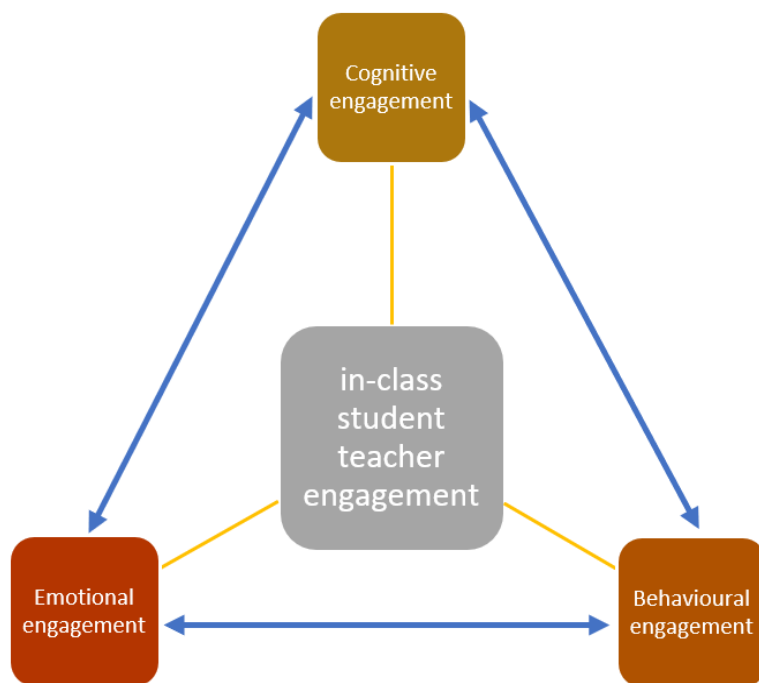 Cognitive
engagement
in-class
student
teacher
engagement
Emotional
engagement
Behavioural
engagement